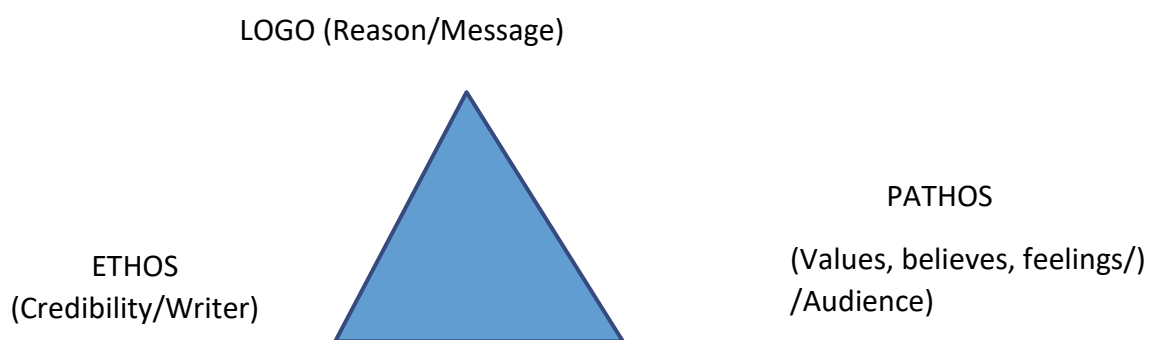 LOGO (Reason/Message)
PATHOS
(Values, believes, feelings/)
/Audience)
ETHOS
(Credibility/Writer)